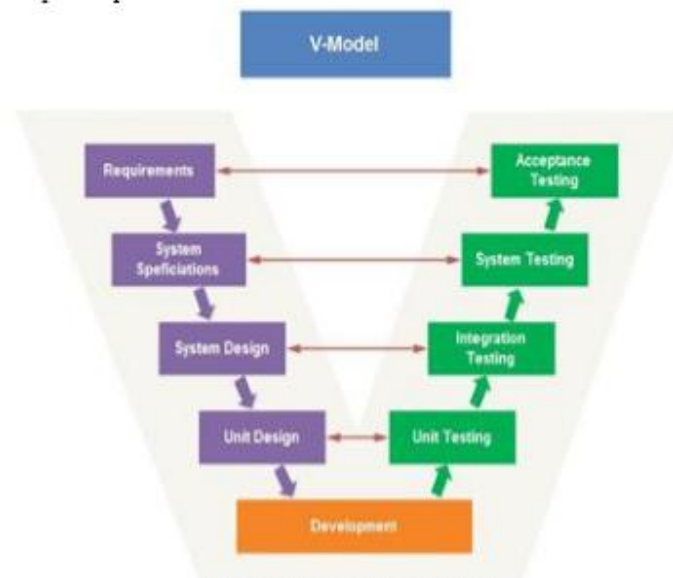 V-Model
Requirements
Acceptance
Testing
System
Speficiations
System Testing
System Design
Integration
Testing
Unit Design
Unit Testing
Development